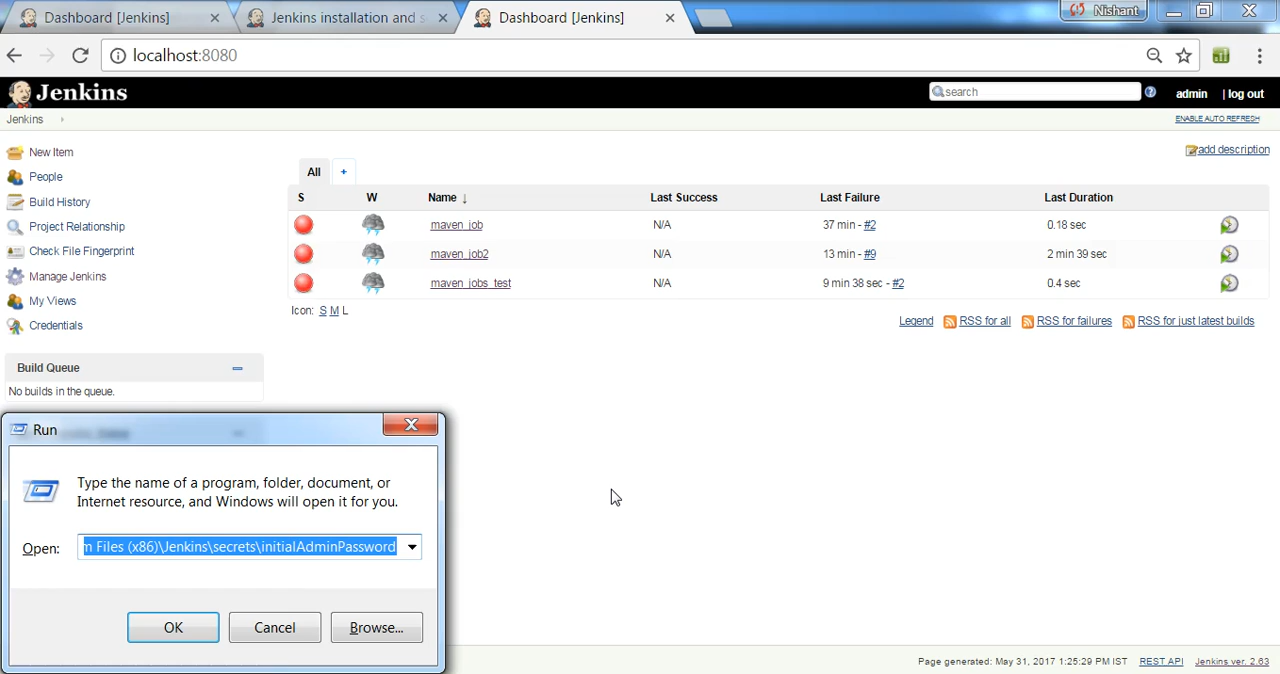 Dashboard [Jenkins]
Jenkins installation and s
Dashboard [Jenkins]
Nishant
localhost:8080
Jenkins
search
admin | log out
Jenkins
ENABLE AUTO REFRESH
New Item
People
Build History
Project Relationship
Check File Fingerprint
Manage Jenkins
My Views
Credentials
add description
All +
S W Name ↓ Last Success Last Failure Last Duration
maven_job N/A 37 min - #2 0.18 sec
maven_job2 N/A 13 min - #9 2 min 39 sec
maven_jobs_test N/A 9 min 38 sec - #2 0.4 sec
Icon: S M L
Legend RSS for all RSS for failures RSS for just latest builds
Build Queue
No builds in the queue.
Run
Type the name of a program, folder, document, or
Internet resource, and Windows will open it for you.
Open: m Files (x86)\Jenkins\secrets\initialAdminPassword
OK Cancel Browse...
Page generated: May 31, 2017 1:25:29 PM IST REST API Jenkins ver. 2.63